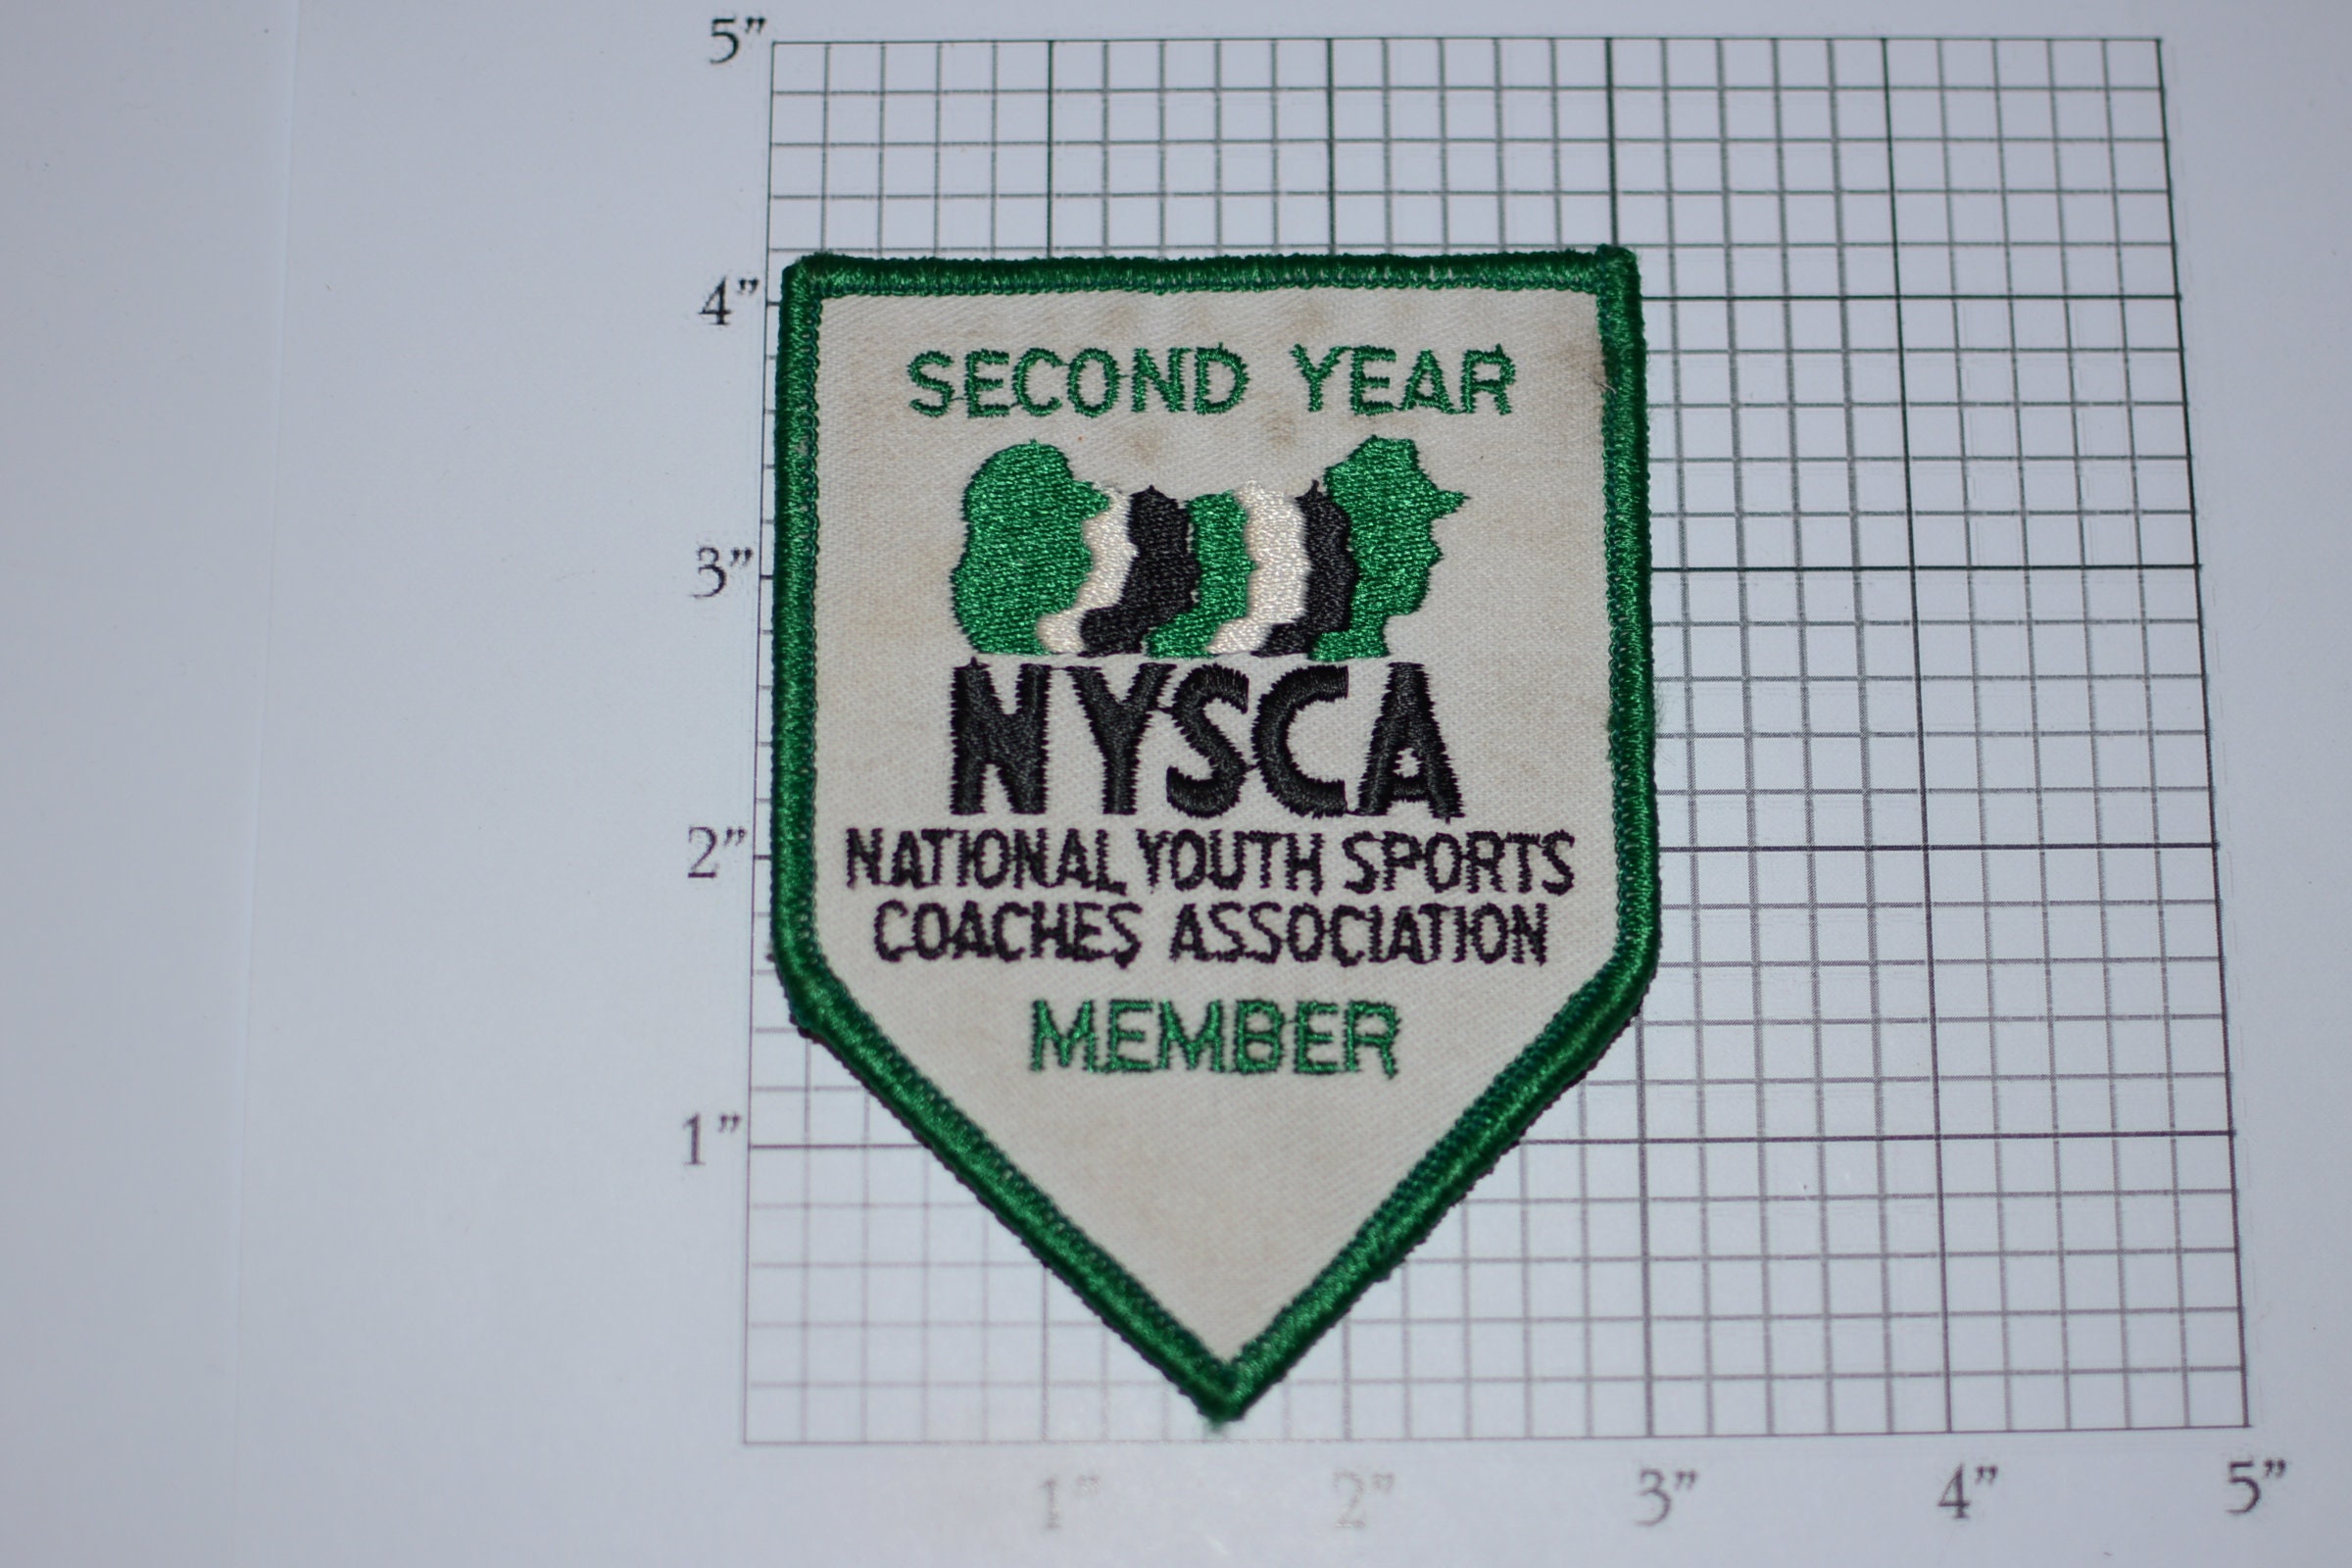 5”
4”
SECOND YEAR
3”
NYSCA
2”
NATIONAL YOUTH SPORTS
COACHES ASSOCIATION
MEMBER
1”
1” 2” 3” 4” 5”